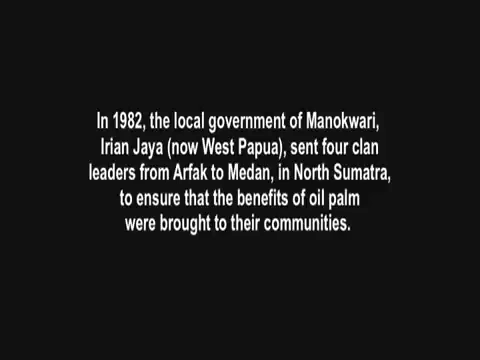 In 1982, the local government of Manokwari,
Irian Jaya (now West Papua), sent four clan
leaders from Arfak to Medan, in North Sumatra,
to ensure that the benefits of oil palm
were brought to their communities.